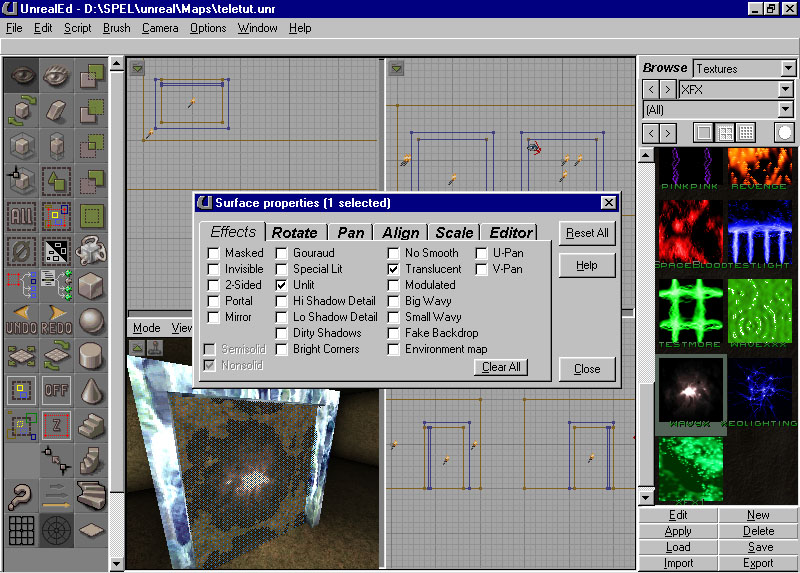 UnrealEd - D:\SPEL\unreal\Maps\teletut.unr
File Edit Script Brush Camera Options Window Help
Browse Textures
XFX
(All)
PINKPINK REVENGE
SPACEBLOOD TESTLIGHT
TESTMORE WAVEXXX
XEOLIGHTING
All
UNDO REDO
OFF
Z
Mode View
Surface properties (1 selected)
Effects Rotate Pan Align Scale Editor
Reset All
Help
Close
Masked Gouraud No Smooth U-Pan
Invisible Special Lit Translucent V-Pan
2-Sided Unlit Modulated
Portal Hi Shadow Detail Big Wavy
Mirror Lo Shadow Detail Small Wavy
Dirty Shadows Fake Backdrop
Semisolid Bright Corners Environment map
Nonsolid
Clear All
Edit New
Apply Delete
Load Save
Import Export